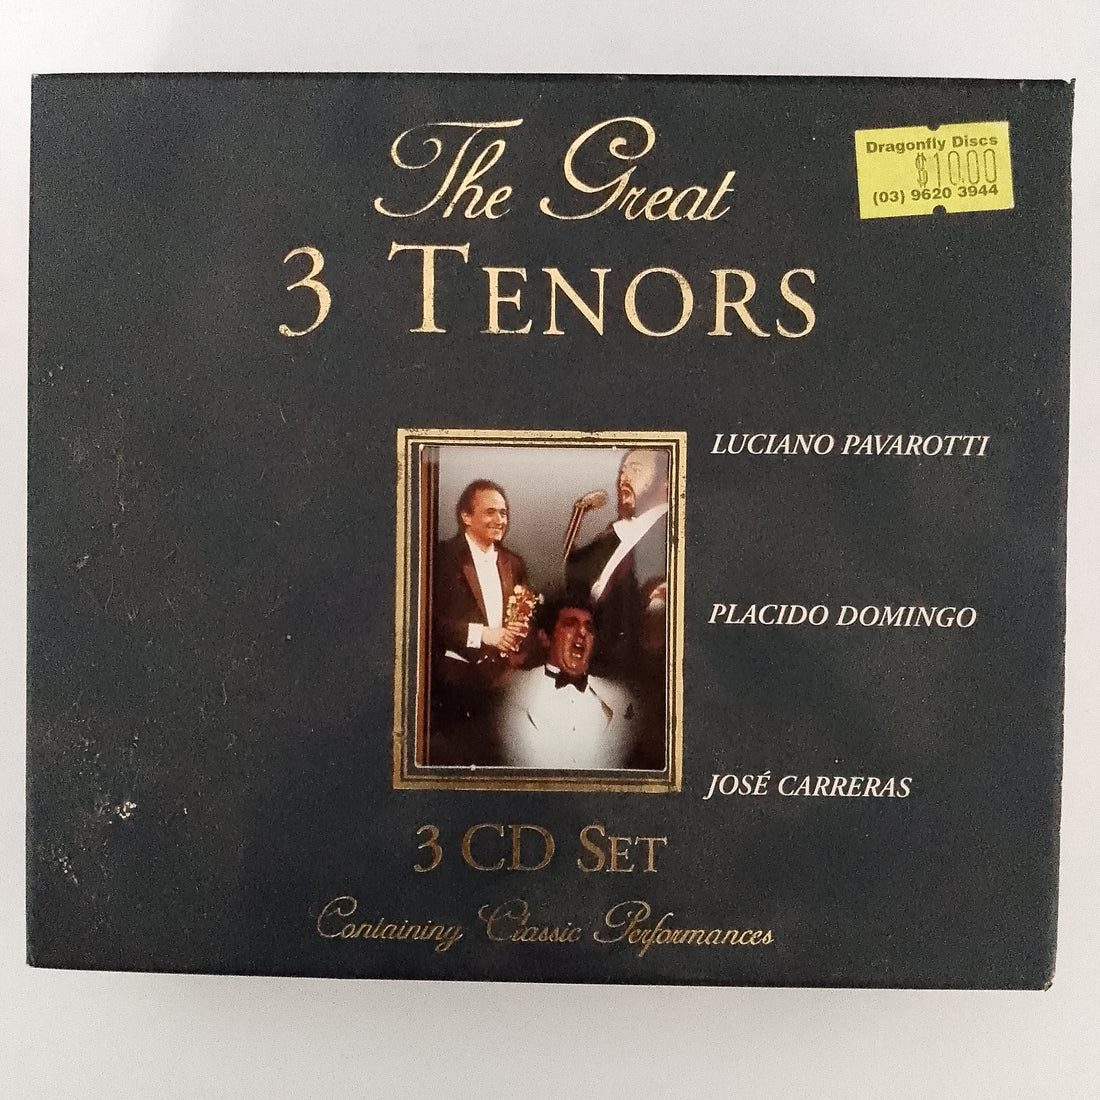 The Great
3 TENORS
Dragonfly Discs
$10.00
(03) 9620 3944
LUCIANO PAVAROTTI
PLACIDO DOMINGO
JOSÉ CARRERAS
3 CD SET
Containing Classic Performances